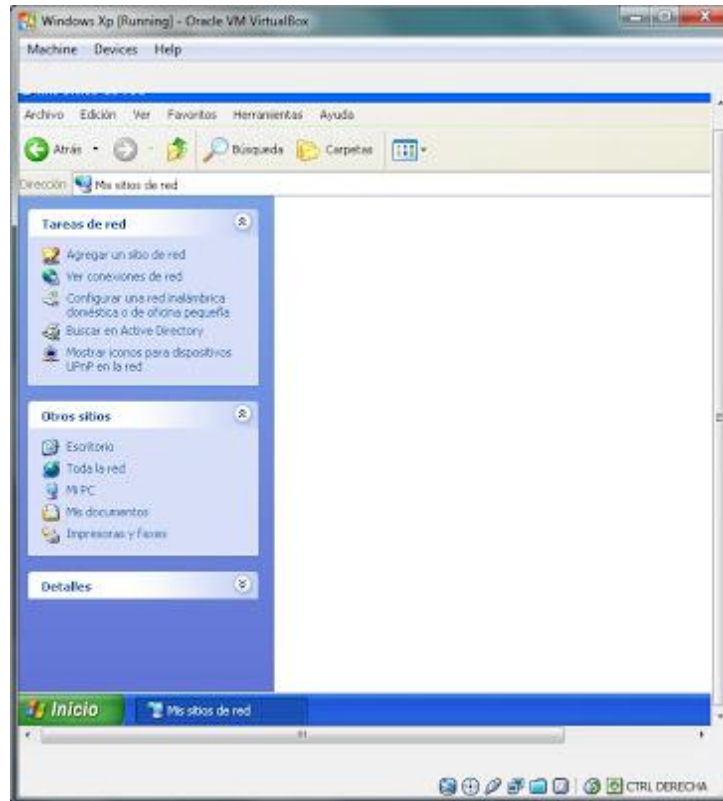 Windows Xp [Running] - Oracle VM VirtualBox
Machine Devices Help
Archivo Edición Ver Favoritos Herramientas Ayuda
Atrás Búsqueda Carpetas
Dirección Mis sitios de red
Tareas de red
Agregar un sitio de red
Ver conexiones de red
Configurar una red inalámbrica
doméstica o de oficina pequeña
Buscar en Active Directory
Mostrar iconos para dispositivos
UPnP en la red
Otros sitios
Escritorio
Toda la red
Mi PC
Mis documentos
Impresoras y faxes
Detalles
Inicio Mis sitios de red
CTRL DERECHA